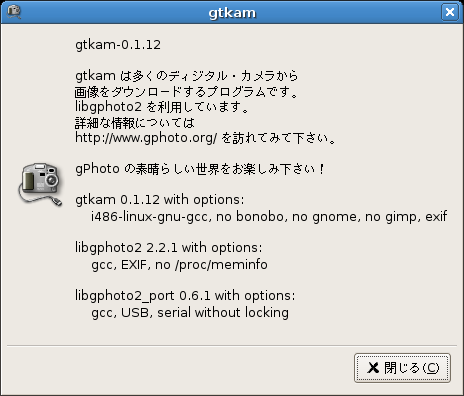 gtkam
gtkam-0.1.12
gtkam は多くのディジタル・カメラから
画像をダウンロードするプログラムです。
libgphoto2 を利用しています。
詳細な情報については
http://www.gphoto.org/ を訪れてみて下さい。
gPhoto の素晴らしい世界をお楽しみ下さい！
gtkam 0.1.12 with options:
i486-linux-gnu-gcc, no bonobo, no gnome, no gimp, exif
libgphoto2 2.2.1 with options:
gcc, EXIF, no /proc/meminfo
libgphoto2_port 0.6.1 with options:
gcc, USB, serial without locking
閉じる(C)